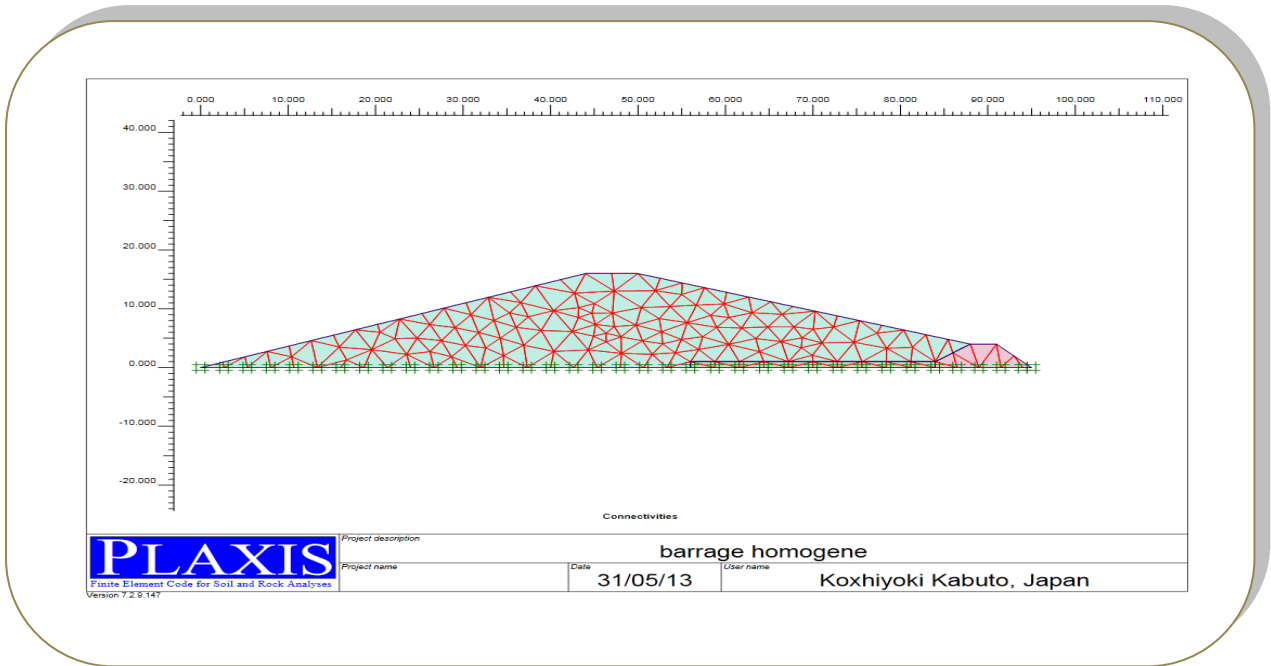 0.000 10.000 20.000 30.000 40.000 50.000 60.000 70.000 80.000 90.000 100.000 110.000
40.000
30.000
20.000
10.000
0.000
-10.000
-20.000
Connectivities
PLAXIS
Finite Element Code for Soil and Rock Analyses
Version 7.2.9.147
Project description
barrage homogene
Project name
Date
31/05/13
User name
Koxhiyoki Kabuto, Japan